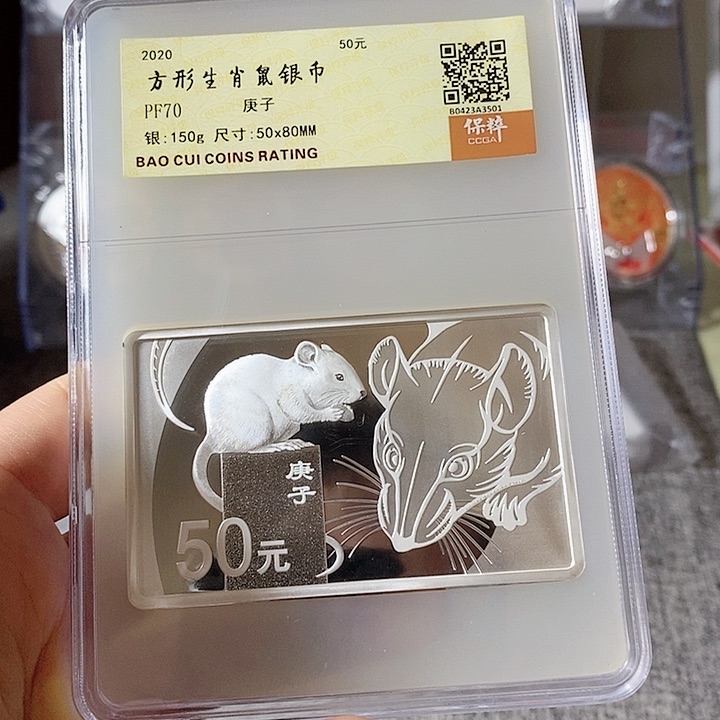 2020
50元
方形生肖鼠银币
PF70
庚子
银:150g 尺寸:50x80MM
BAO CUI COINS RATING
B0423A3501
保粹
CCGA
庚
子
50元